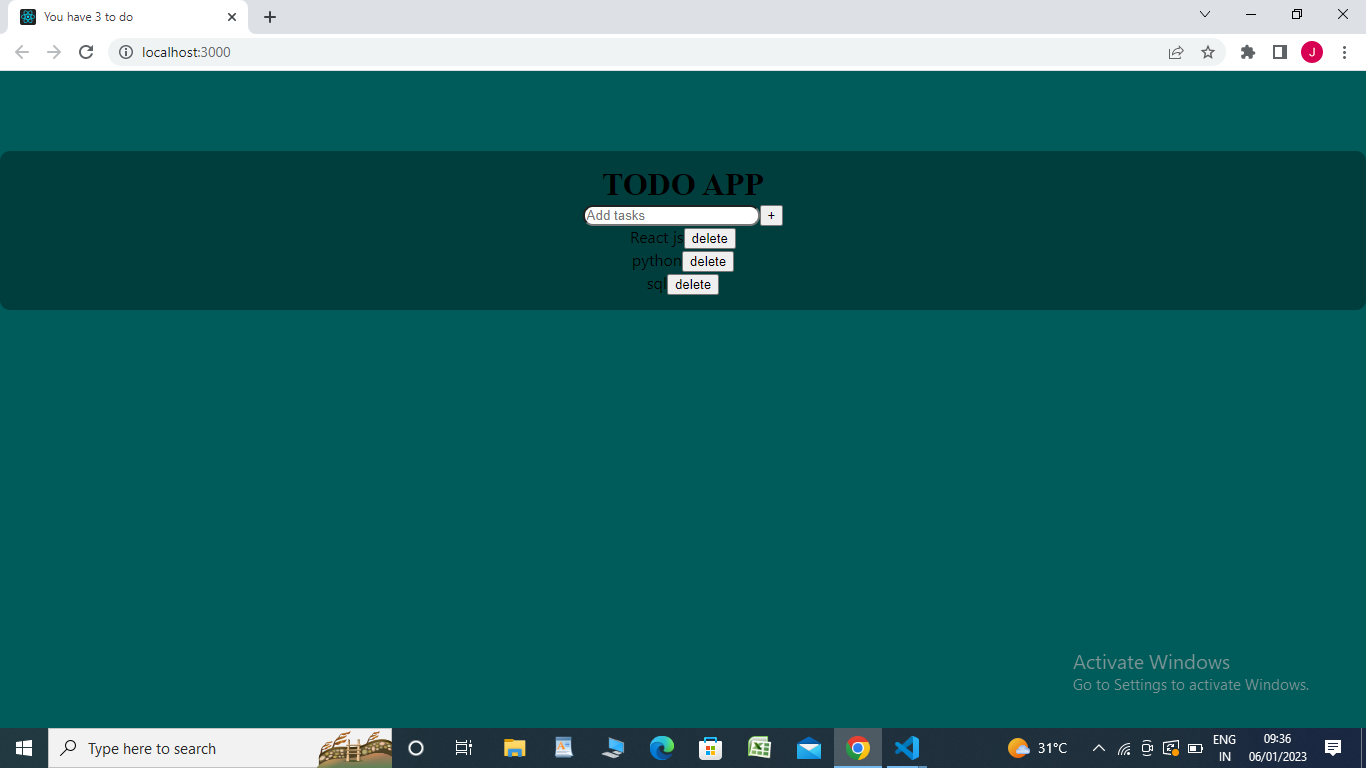 You have 3 to do
localhost:3000
J
TODO APP
Add tasks +
React js delete
python delete
sql delete
Activate Windows
Go to Settings to activate Windows.
Type here to search
31°C
ENG
IN
09:36
06/01/2023